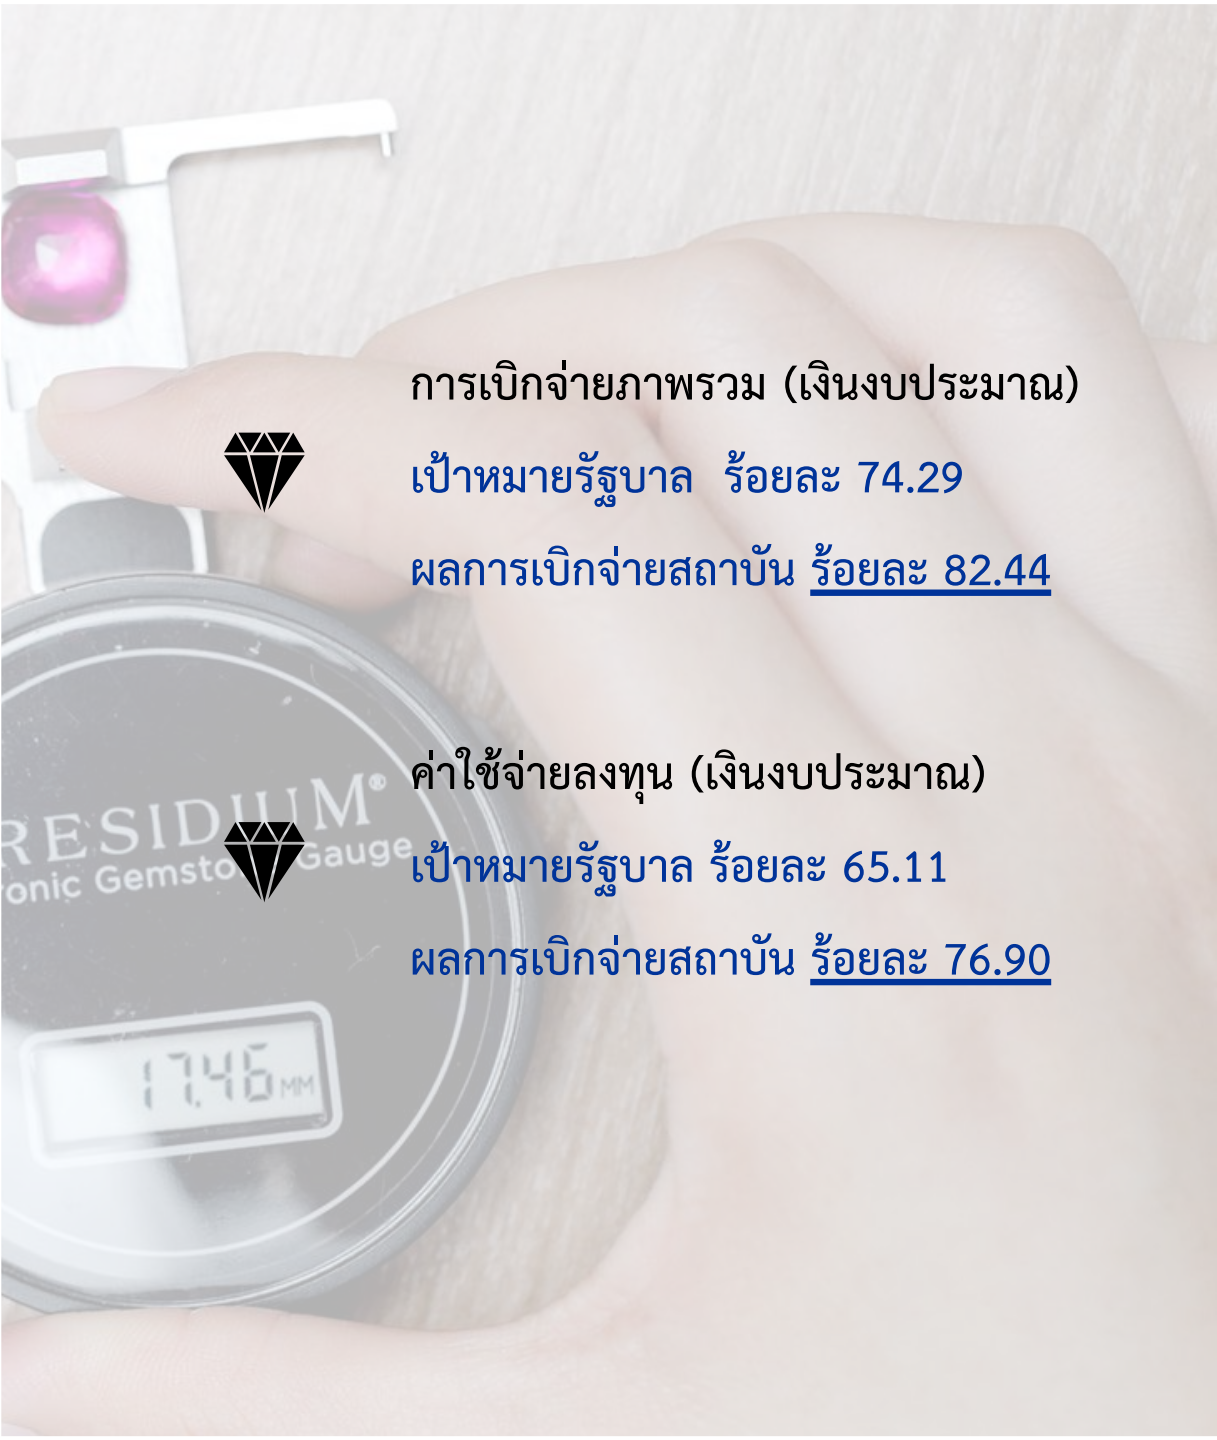 การเบิกจ่ายภาพรวม (เงินงบประมาณ)
เป้าหมายรัฐบาล ร้อยละ 74.29
ผลการเบิกจ่ายสถาบัน ร้อยละ 82.44
ค่าใช้จ่ายลงทุน (เงินงบประมาณ)
เป้าหมายรัฐบาล ร้อยละ 65.11
ผลการเบิกจ่ายสถาบัน ร้อยละ 76.90
RESIDIUM®
Gauge
17.46 MM